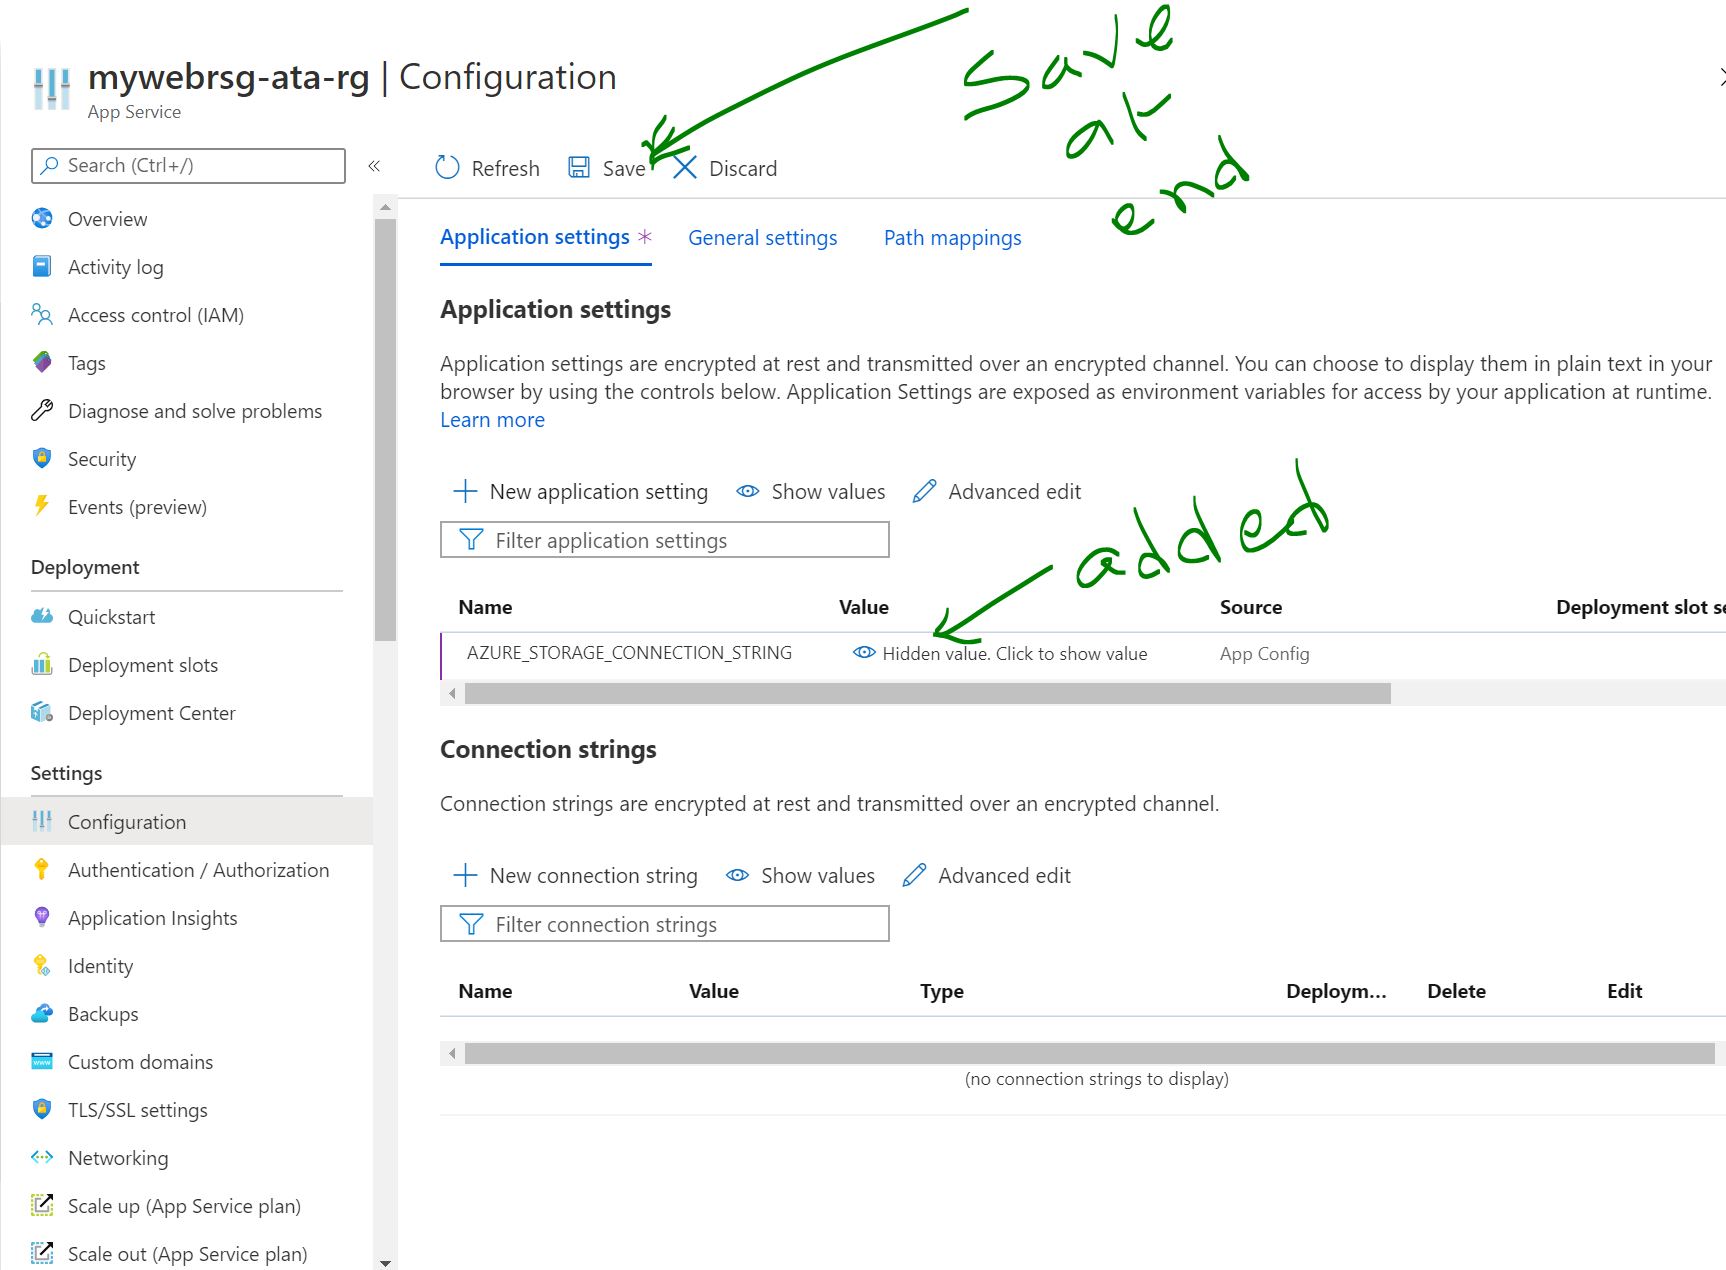 mywebrsg-ata-rg | Configuration
App Service
Search (Ctrl+/)
«
Overview
Activity log
Access control (IAM)
Tags
Diagnose and solve problems
Security
Events (preview)
Deployment
Quickstart
Deployment slots
Deployment Center
Settings
Configuration
Authentication / Authorization
Application Insights
Identity
Backups
Custom domains
TLS/SSL settings
Networking
Scale up (App Service plan)
Scale out (App Service plan)
Refresh Save Discard
Save
at
end
Application settings * General settings Path mappings
Application settings
Application settings are encrypted at rest and transmitted over an encrypted channel. You can choose to display them in plain text in your
browser by using the controls below. Application Settings are exposed as environment variables for access by your application at runtime.
Learn more
New application setting Show values Advanced edit
Filter application settings
added
Name Value Source Deployment slot se
AZURE_STORAGE_CONNECTION_STRING Hidden value. Click to show value App Config
Connection strings
Connection strings are encrypted at rest and transmitted over an encrypted channel.
New connection string Show values Advanced edit
Filter connection strings
Name Value Type Deploym... Delete Edit
(no connection strings to display)